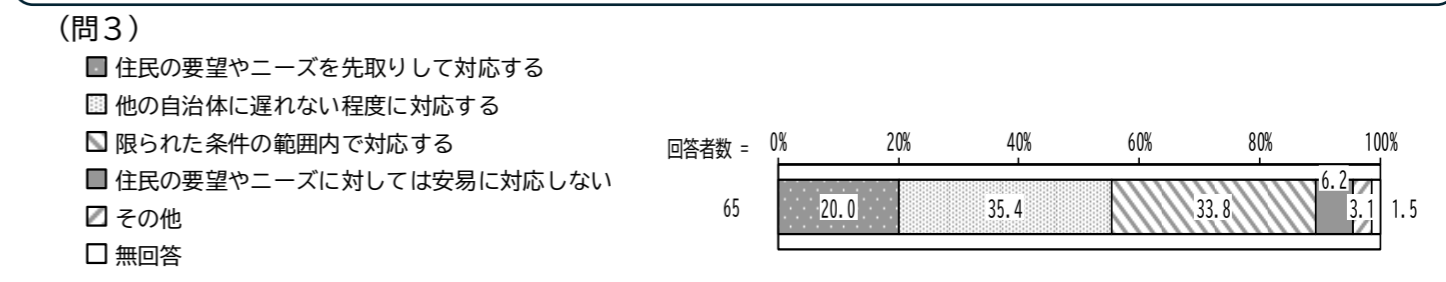 （問３）
住民の要望やニーズを先取りして対応する
他の自治体に遅れない程度に対応する
限られた条件の範囲内で対応する
住民の要望やニーズに対しては安易に対応しない
その他
無回答
回答者数 = 0% 20% 40% 60% 80% 100%
65 20.0 35.4 33.8 6.2 3.1 1.5